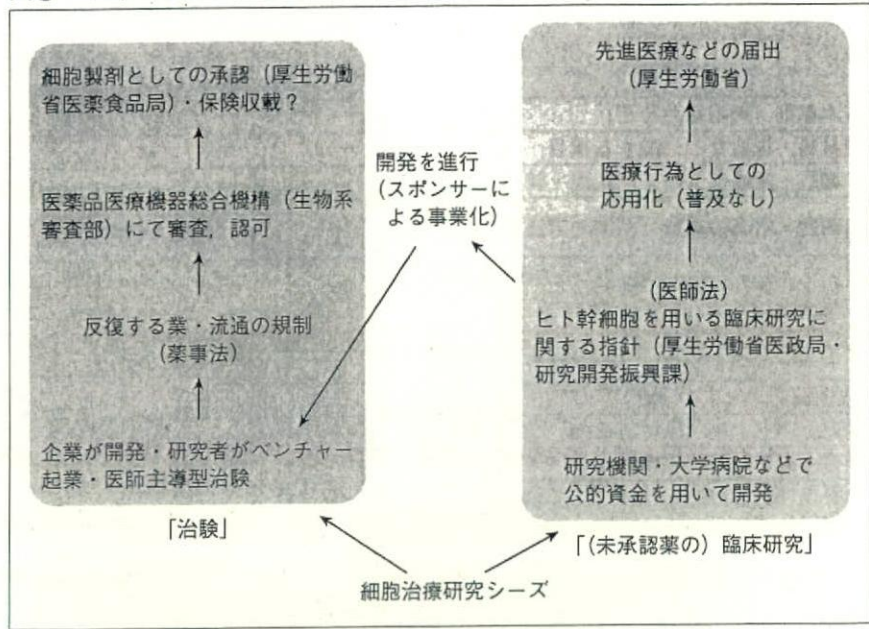 細胞製剤としての承認（厚生労働
省医薬食品局）・保険収載？
医薬品医療機器総合機構（生物系
審査部）にて審査，認可
反復する業・流通の規制
（薬事法）
企業が開発・研究者がベンチャー
起業・医師主導型治験
「治験」
開発を進行
（スポンサーに
よる事業化）
先進医療などの届出
（厚生労働省）
医療行為としての
応用化（普及なし）
（医師法）
ヒト幹細胞を用いる臨床研究に
関する指針（厚生労働省医政局・
研究開発振興課）
研究機関・大学病院などで
公的資金を用いて開発
「（未承認薬の）臨床研究」
細胞治療研究シーズ